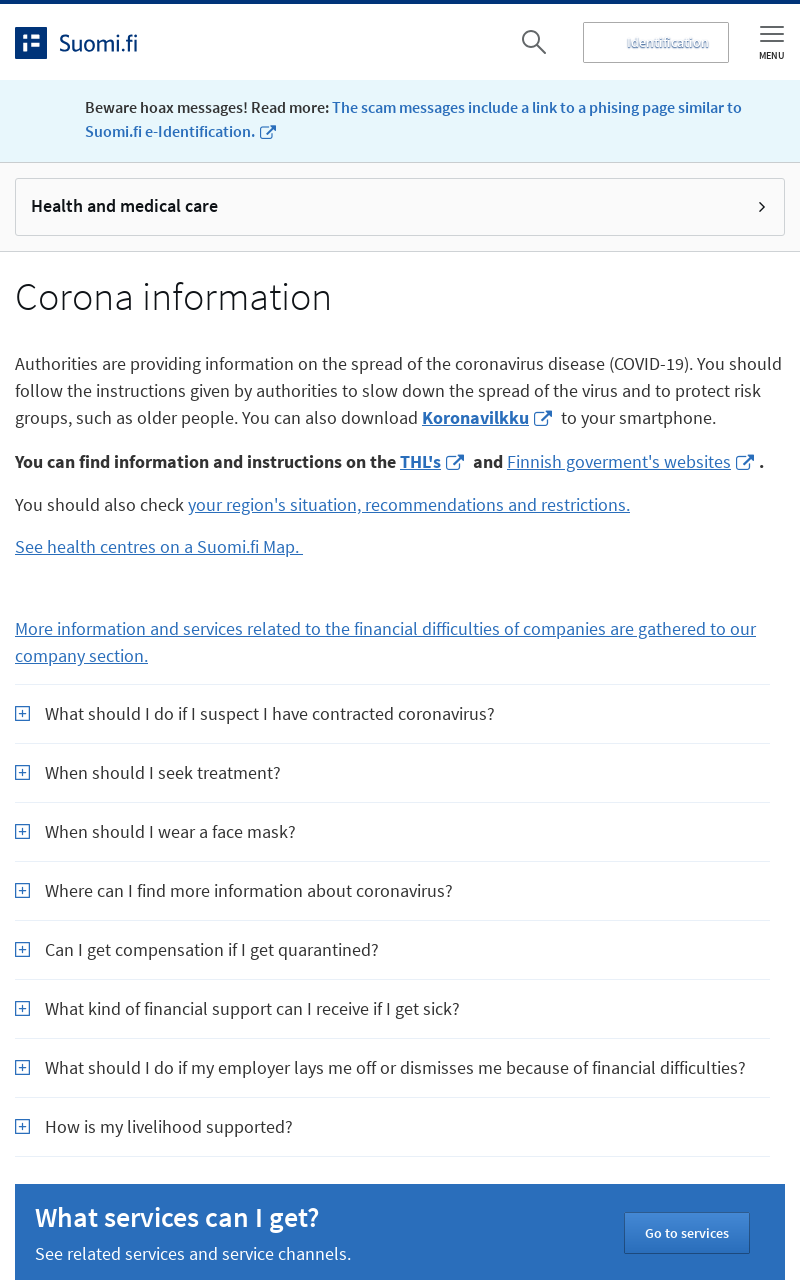 Suomi.fi
Identification
MENU
Beware hoax messages! Read more: The scam messages include a link to a phising page similar to
Suomi.fi e-Identification.
Health and medical care
Corona information
Authorities are providing information on the spread of the coronavirus disease (COVID-19). You should
follow the instructions given by authorities to slow down the spread of the virus and to protect risk
groups, such as older people. You can also download Koronavilkku to your smartphone.
You can find information and instructions on the THL's and Finnish goverment's websites .
You should also check your region's situation, recommendations and restrictions.
See health centres on a Suomi.fi Map.
More information and services related to the financial difficulties of companies are gathered to our
company section.
What should I do if I suspect I have contracted coronavirus?
When should I seek treatment?
When should I wear a face mask?
Where can I find more information about coronavirus?
Can I get compensation if I get quarantined?
What kind of financial support can I receive if I get sick?
What should I do if my employer lays me off or dismisses me because of financial difficulties?
How is my livelihood supported?
What services can I get?
See related services and service channels.
Go to services